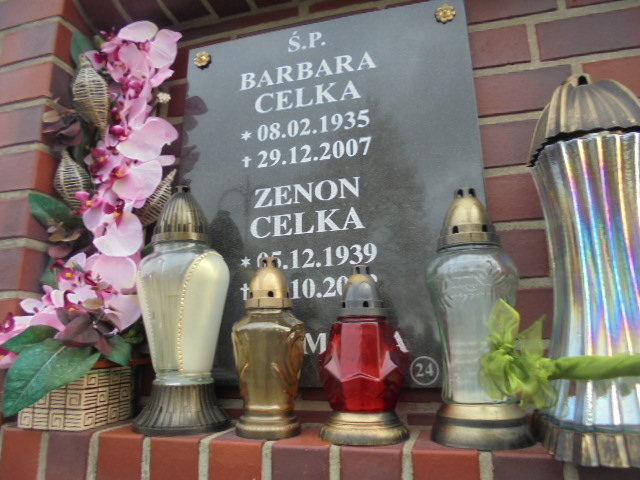 Ś.P.
BARBARA
CELKA
* 08.02.1935
✝ 29.12.2007
ZENON
CELKA
* 05.12.1939
24